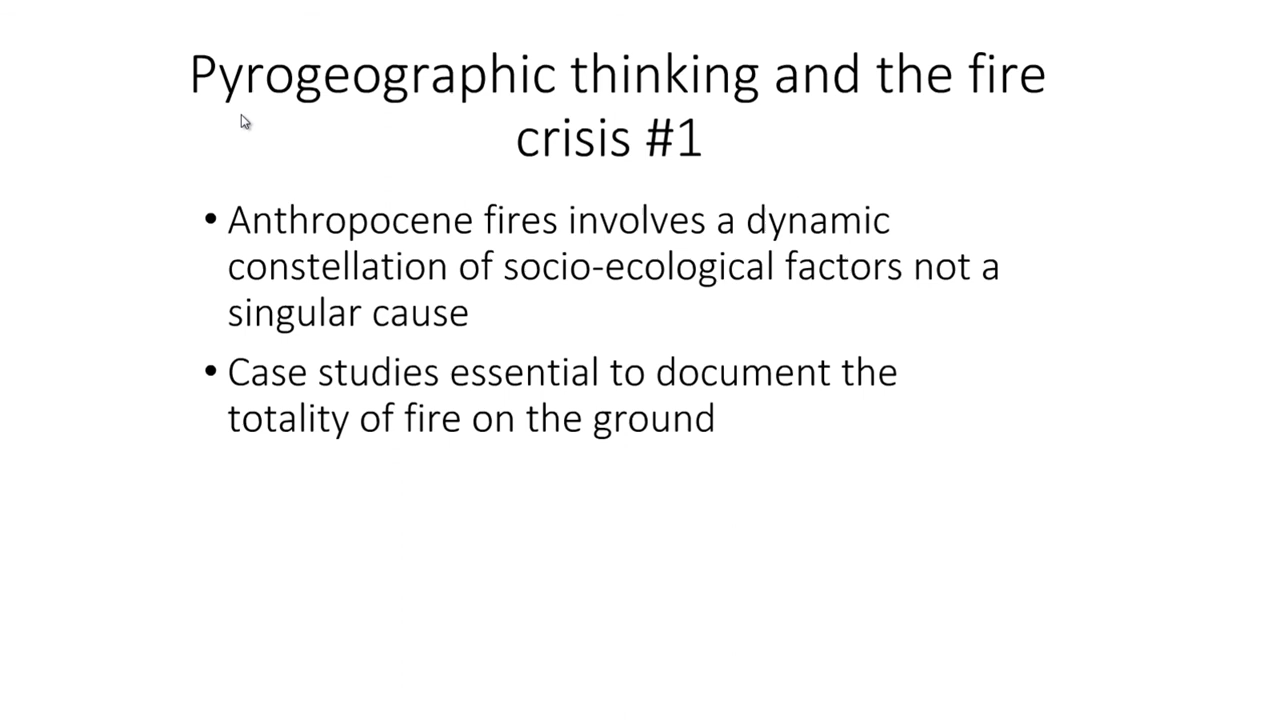 Pyrogeographic thinking and the fire
crisis #1
• Anthropocene fires involves a dynamic
constellation of socio-ecological factors not a
singular cause
• Case studies essential to document the
totality of fire on the ground